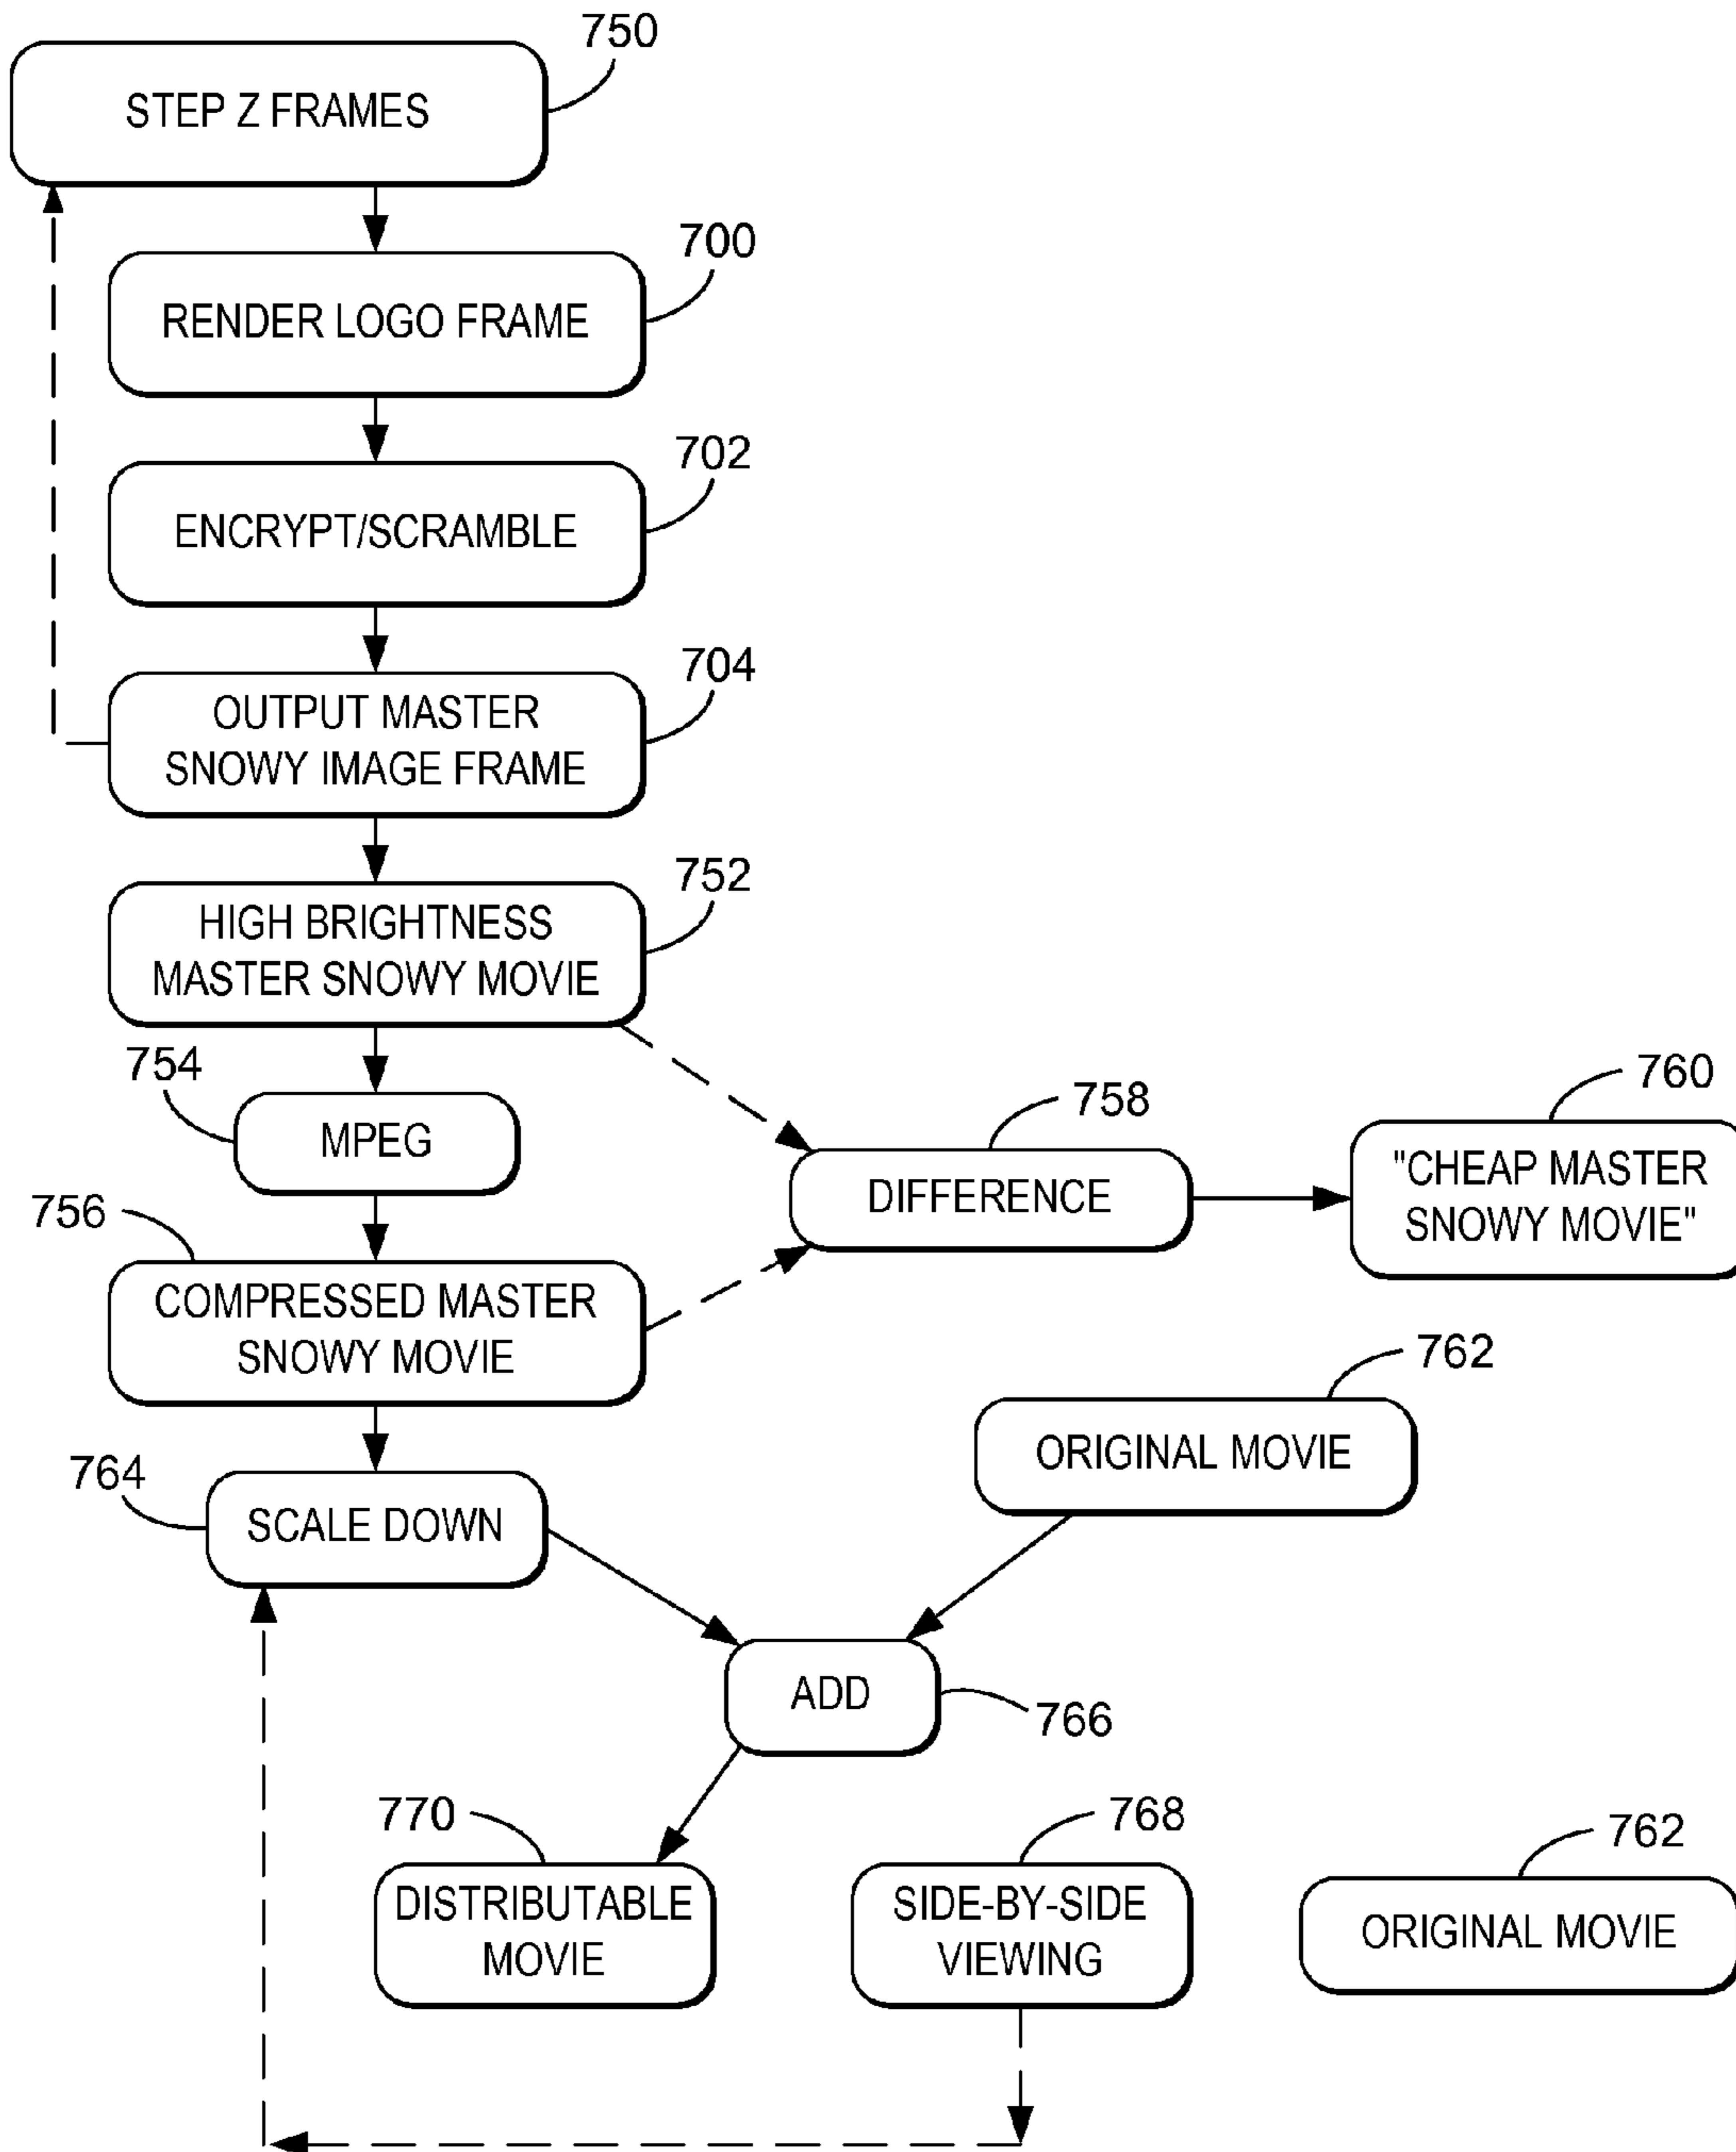 750
STEP Z FRAMES
700
RENDER LOGO FRAME
702
ENCRYPT/SCRAMBLE
704
OUTPUT MASTER
SNOWY IMAGE FRAME
752
HIGH BRIGHTNESS
MASTER SNOWY MOVIE
754
MPEG
758
DIFFERENCE
760
"CHEAP MASTER
SNOWY MOVIE"
756
COMPRESSED MASTER
SNOWY MOVIE
762
ORIGINAL MOVIE
764
SCALE DOWN
ADD
766
770
DISTRIBUTABLE
MOVIE
768
SIDE-BY-SIDE
VIEWING
762
ORIGINAL MOVIE